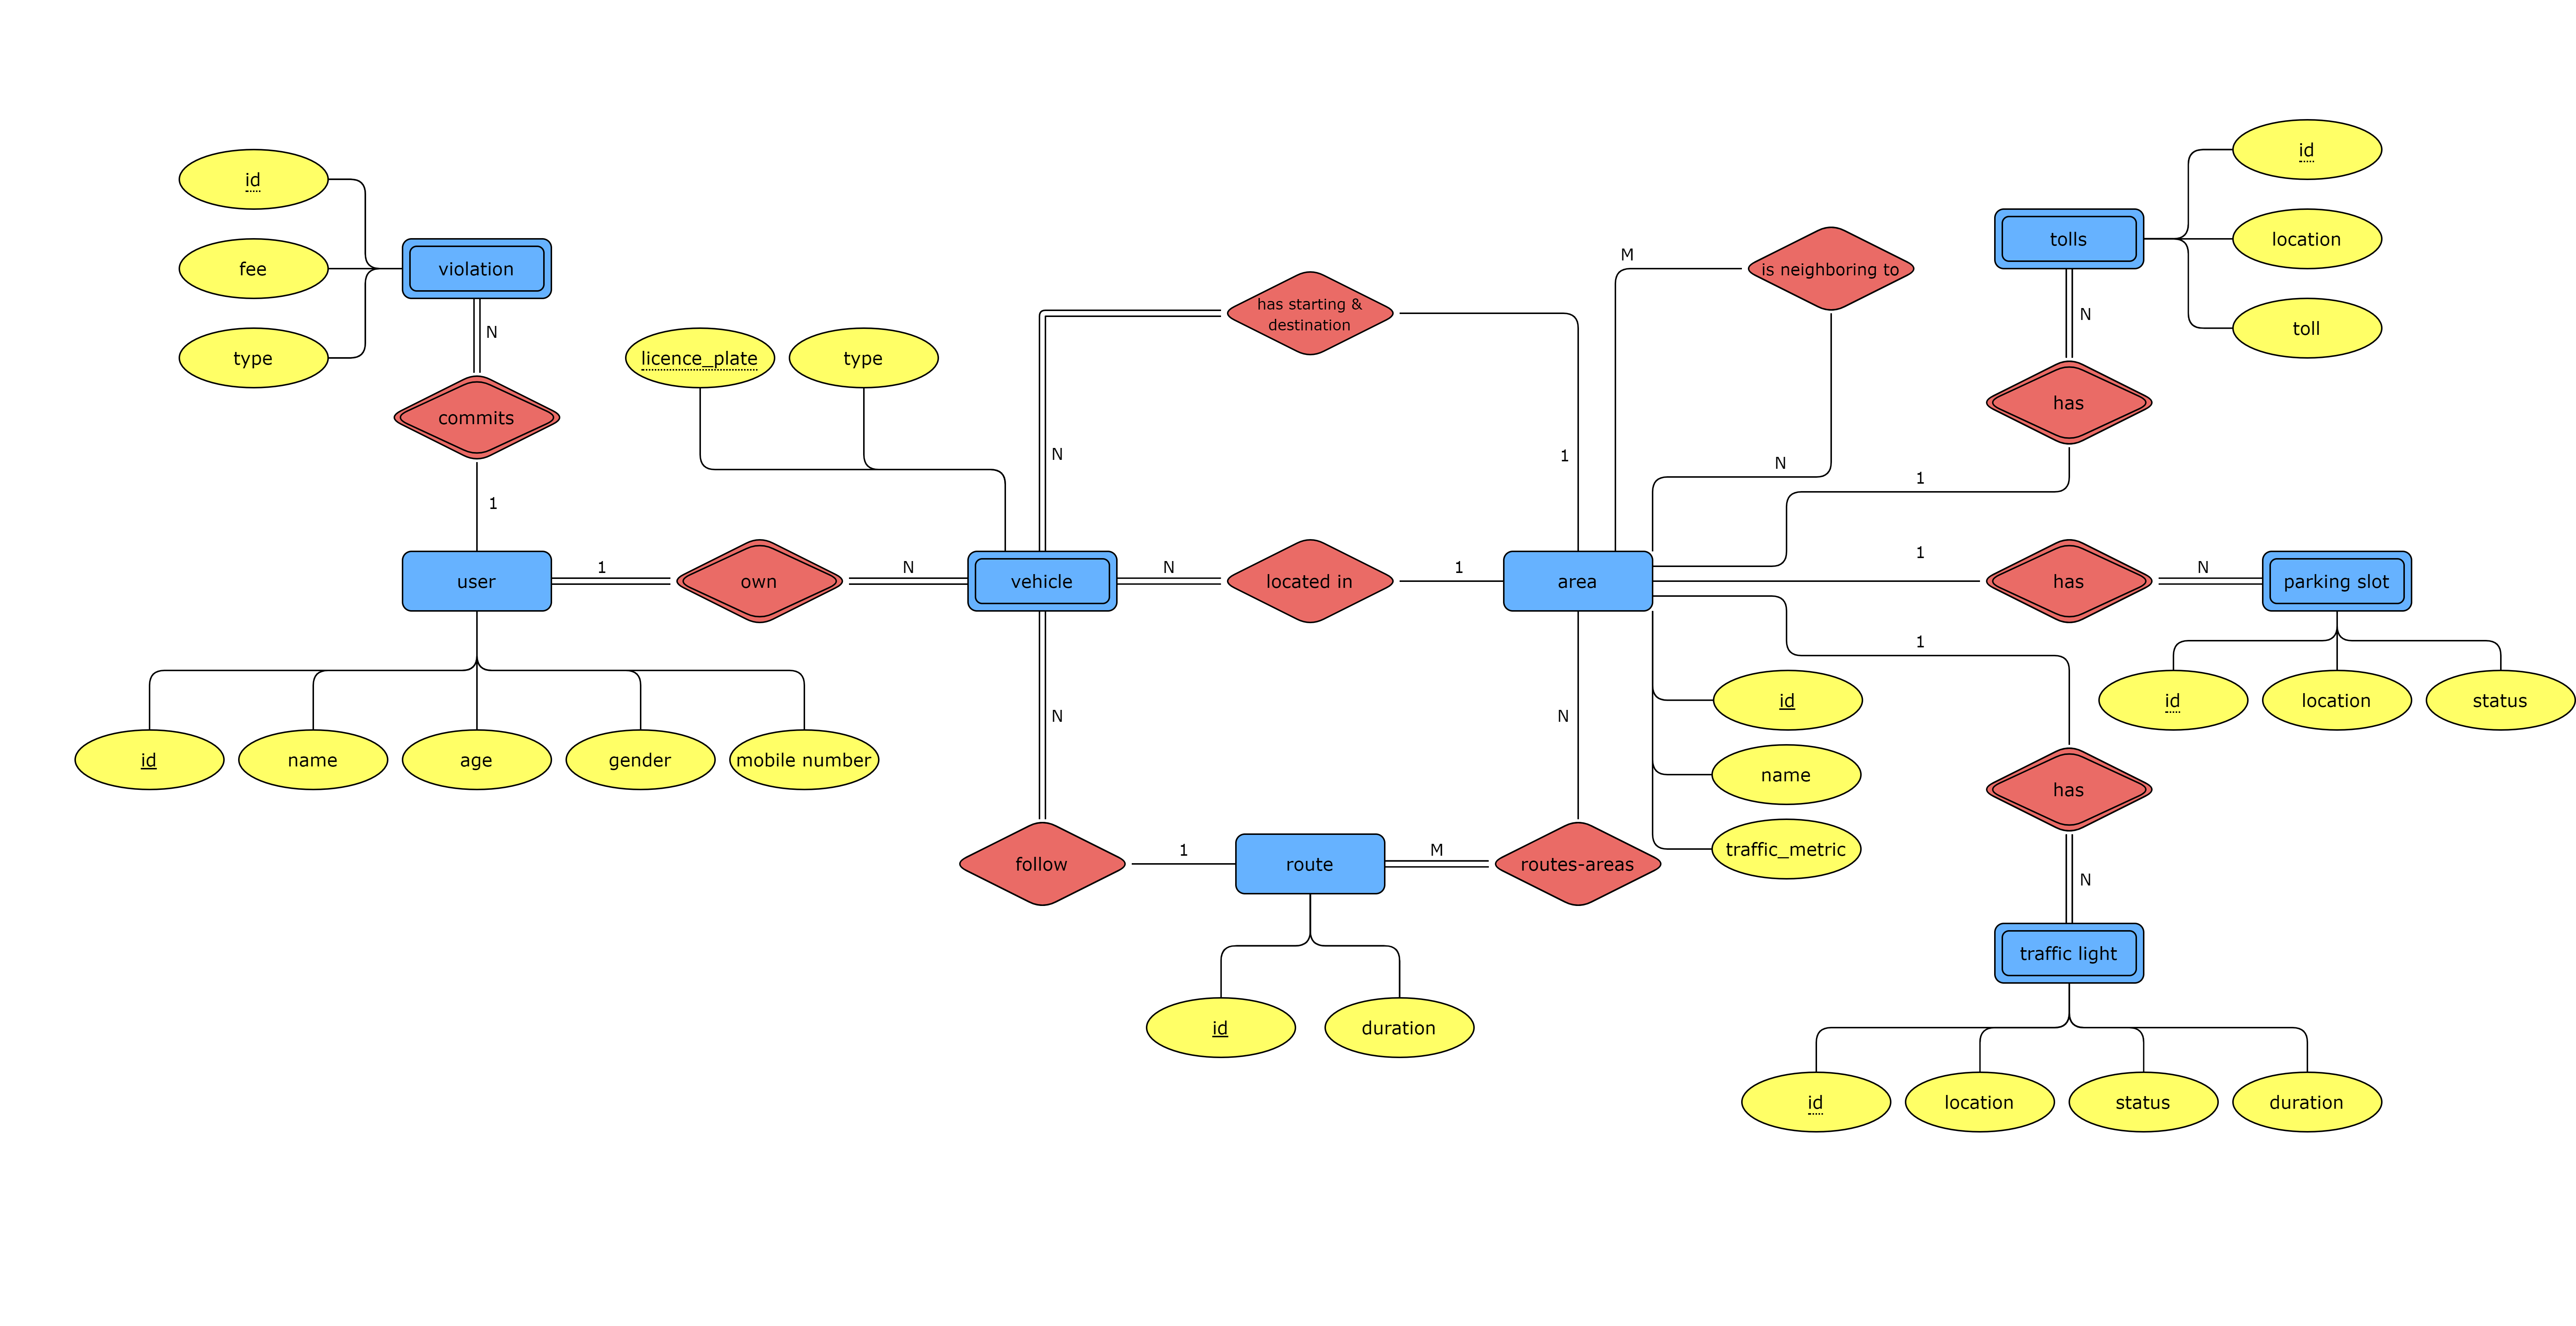 id
id
fee
type
violation
N
commits
1
licence_plate
type
has starting &
destination
N
1
M
is neighboring to
N
tolls
id
location
toll
N
has
1
user
1
own
N
vehicle
N
located in
1
area
1
has
N
parking slot
id
location
status
1
id
name
traffic_metric
has
N
traffic light
id
location
status
duration
id
name
age
gender
mobile number
N
follow
1
route
M
routes-areas
N
id
duration